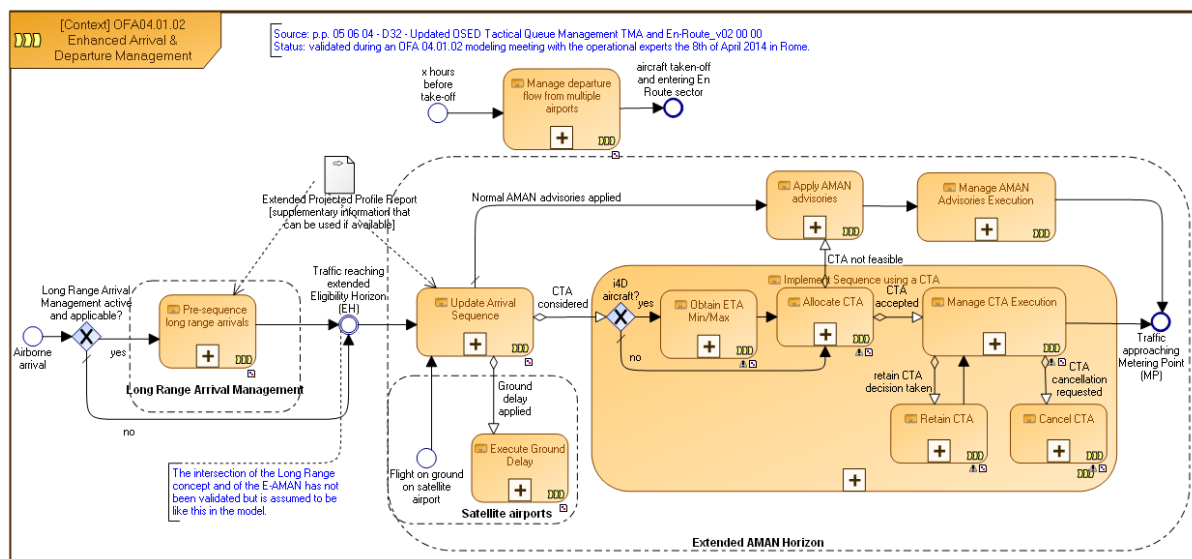 [Context] OFA04.01.02
Enhanced Arrival &
Departure Management
Source: p.p. 05 06 04 - D32 - Updated OSED Tactical Queue Management TMA and En-Route_v02 00 00
Status: validated during an OFA 04.01.02 modeling meeting with the operational experts the 8th of April 2014 in Rome.
x hours
before
take-off
Manage departure
flow from multiple
airports
aircraft taken-off
and entering En
Route sector
Extended Projected Profile Report
[supplementary information that
can be used if available]
Normal AMAN advisories applied
Apply AMAN
advisories
Manage AMAN
Advisories Execution
CTA not feasible
Implement Sequence using a CTA
Long Range Arrival
Management active
and applicable?
Airborne
arrival
yes
no
Pre-sequence
long range arrivals
Long Range Arrival Management
Traffic reaching
extended
Eligibility Horizon
(EH)
Update Arrival
Sequence
CTA
considered
i4D
aircraft?
yes
no
Obtain ETA
Min/Max
Allocate CTA
CTA
accepted
Manage CTA Execution
Traffic
approaching
Metering Point
(MP)
retain CTA
decision taken
CTA
cancellation
requested
Retain CTA
Cancel CTA
Ground
delay
applied
Execute Ground
Delay
Flight on ground
on satellite
airport
Satellite airports
The intersection of the Long Range
concept and of the E-AMAN has not
been validated but is assumed to be
like this in the model.
Extended AMAN Horizon